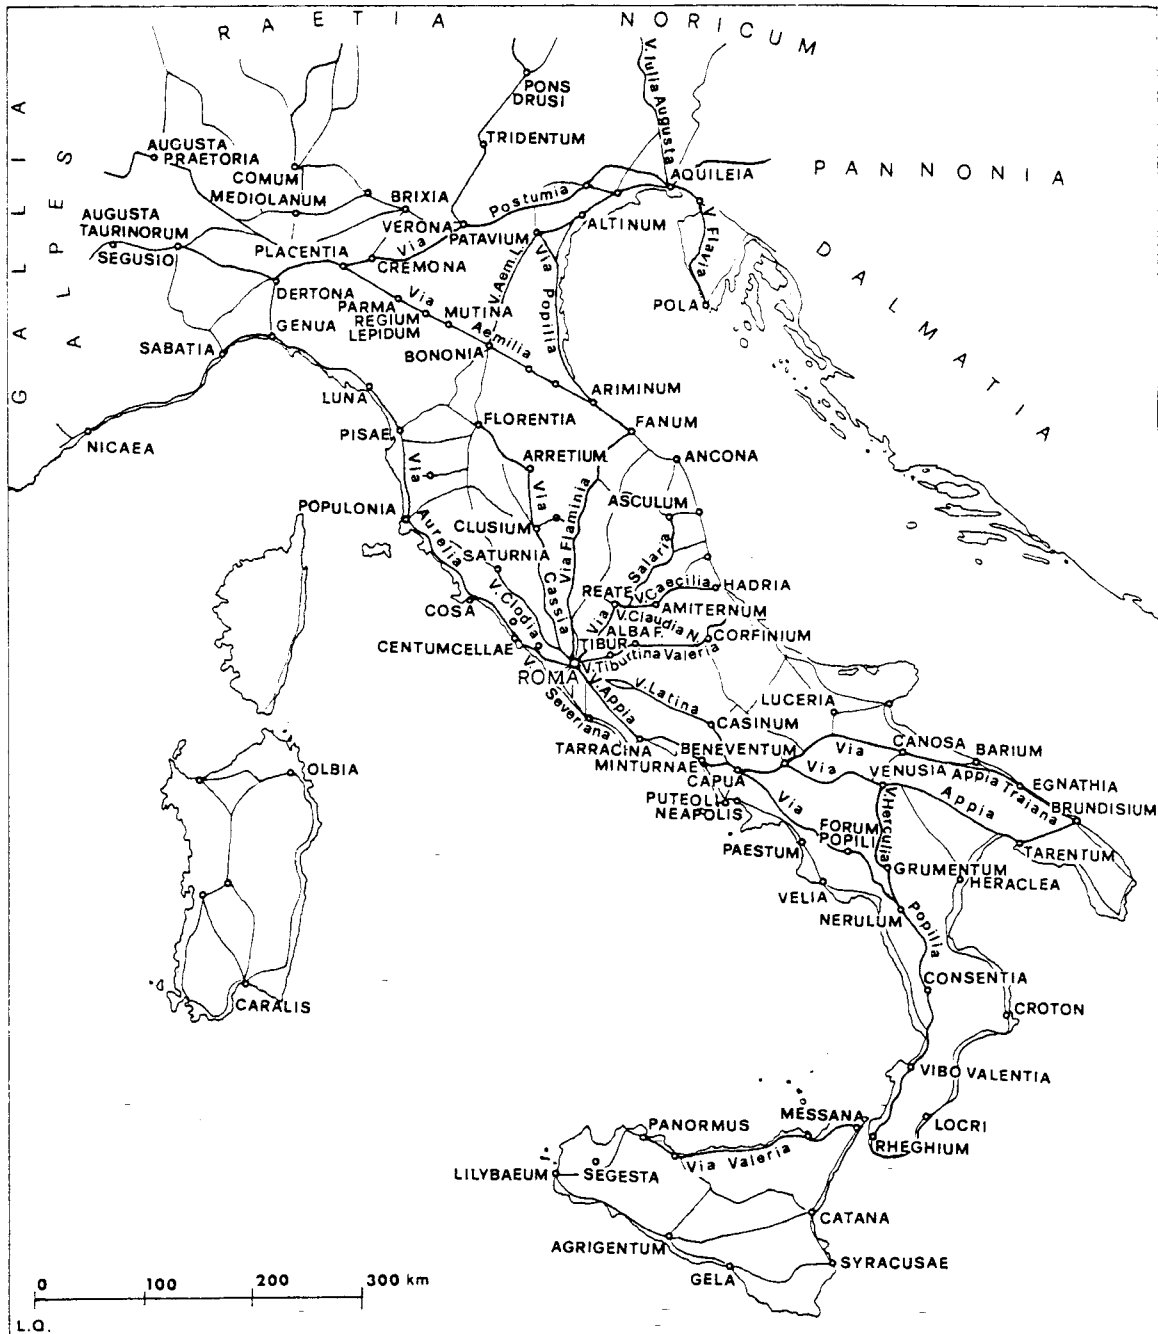 RAETIA
NORICUM
GALLIA
ALPES
PANNONIA
DALMATIA
V. Iulia Augusta
PONS
DRUSI
TRIDENTUM
AUGUSTA
PRAETORIA
COMUM
MEDIOLANUM
BRIXIA
Postumia
AQUILEIA
AUGUSTA
TAURINORUM
SEGUSIO
PLACENTIA
VERONA
Via
PATAVIUM
ALTINUM
V. Flavia
CREMONA
V. Aem. L.
Via Popilia
POLA
DERTONA
PARMA
REGIUM
LEPIDUM
Via
MUTINA
Aemilia
GENUA
SABATIA
BONONIA
LUNA
ARIMINUM
NICAEA
PISAE
FLORENTIA
FANUM
Via
ARRETIUM
ANCONA
Via
Via Flaminia
ASCULUM
POPULONIA
CLUSIUM
Aurelia
SATURNIA
Cassia
Salaria
REATE
V. Caecilia
HADRIA
COSA
V. Clodia
Via
V. Claudia N.
AMITERNUM
ALBA F.
CORFINIUM
CENTUMCELLAE
TIBUR
V. Tiburtina Valeria
ROMA
V.
Severiana
V. Appia
V. Latina
LUCERIA
CASINUM
TARRACINA
BENEVENTUM
Via
CANOSA
BARIUM
MINTURNAE
CAPUA
Via
VENUSIA
Appia Traiana
EGNATHIA
Appia
BRUNDISIUM
OLBIA
PUTEOLI
NEAPOLIS
Via
V. Herculia
FORUM
POPILI
PAESTUM
TARENTUM
GRUMENTUM
HERACLEA
VELIA
NERULUM
Popilia
CONSENTIA
CARALIS
CROTON
VIBO VALENTIA
MESSANA
PANORMUS
LOCRI
RHEGHIUM
Via Valeria
LILYBAEUM
SEGESTA
CATANA
AGRIGENTUM
SYRACUSAE
GELA
0 100 200 300 km
L.Q.